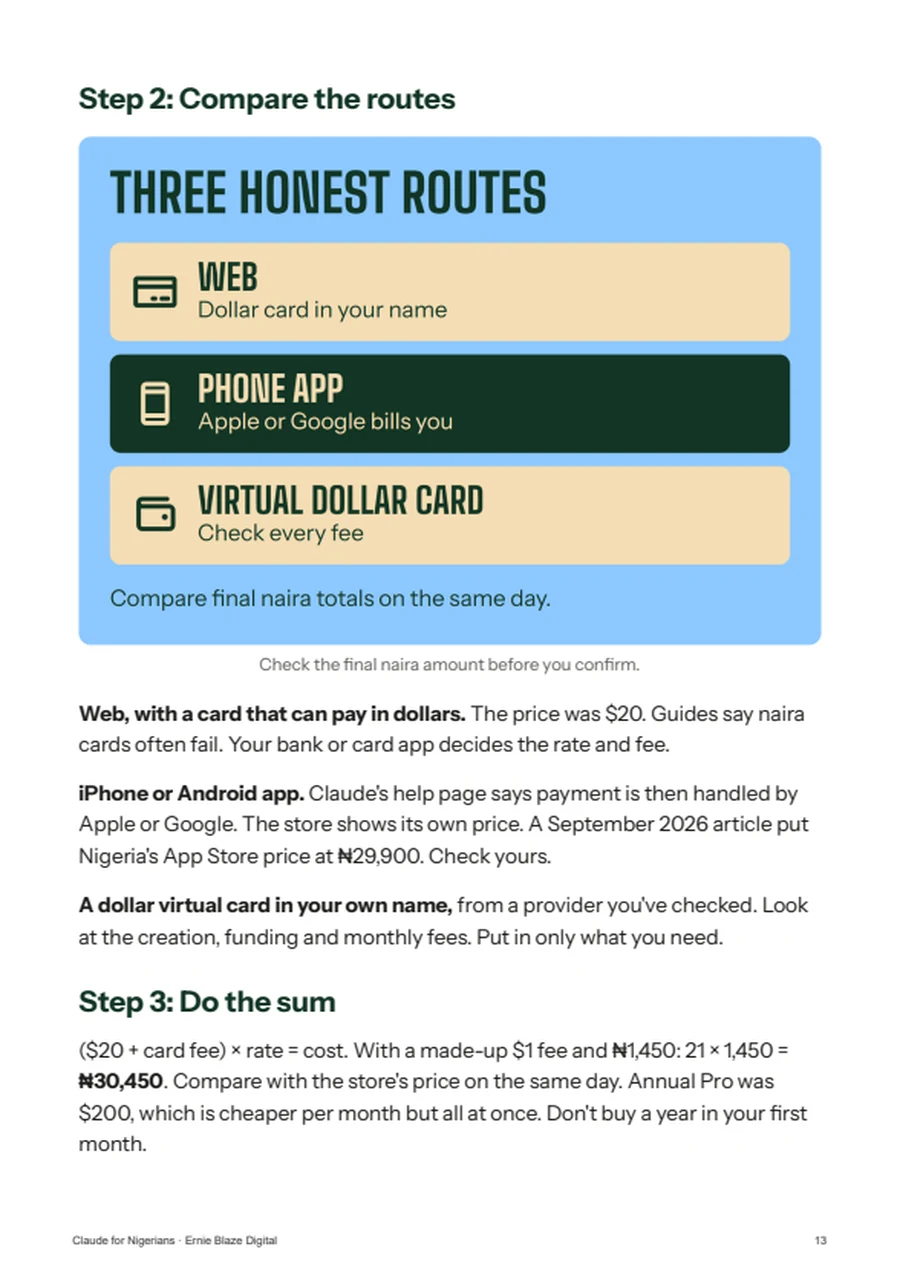 Step 2: Compare the routes
THREE HONEST ROUTES
WEB
Dollar card in your name
PHONE APP
Apple or Google bills you
VIRTUAL DOLLAR CARD
Check every fee
Compare final naira totals on the same day.
Check the final naira amount before you confirm.
Web, with a card that can pay in dollars. The price was $20. Guides say naira
cards often fail. Your bank or card app decides the rate and fee.
iPhone or Android app. Claude's help page says payment is then handled by
Apple or Google. The store shows its own price. A September 2026 article put
Nigeria's App Store price at ₦29,900. Check yours.
A dollar virtual card in your own name, from a provider you've checked. Look
at the creation, funding and monthly fees. Put in only what you need.
Step 3: Do the sum
($20 + card fee) × rate = cost. With a made-up $1 fee and ₦1,450: 21 × 1,450 =
₦30,450. Compare with the store's price on the same day. Annual Pro was
$200, which is cheaper per month but all at once. Don't buy a year in your first
month.
Claude for Nigerians · Ernie Blaze Digital
13